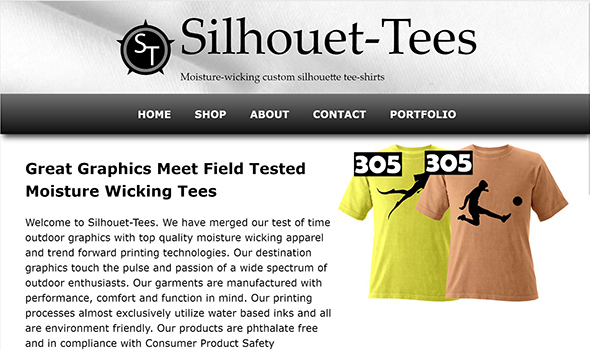 ST
Silhouet-Tees
Moisture-wicking custom silhouette tee-shirts
HOME SHOP ABOUT CONTACT PORTFOLIO
305 305
Great Graphics Meet Field Tested
Moisture Wicking Tees
Welcome to Silhouet-Tees. We have merged our test of time
outdoor graphics with top quality moisture wicking apparel
and trend forward printing technologies. Our destination
graphics touch the pulse and passion of a wide spectrum of
outdoor enthusiasts. Our garments are manufactured with
performance, comfort and function in mind. Our printing
processes almost exclusively utilize water based inks and all
are environment friendly. Our products are phthalate free
and in compliance with Consumer Product Safety